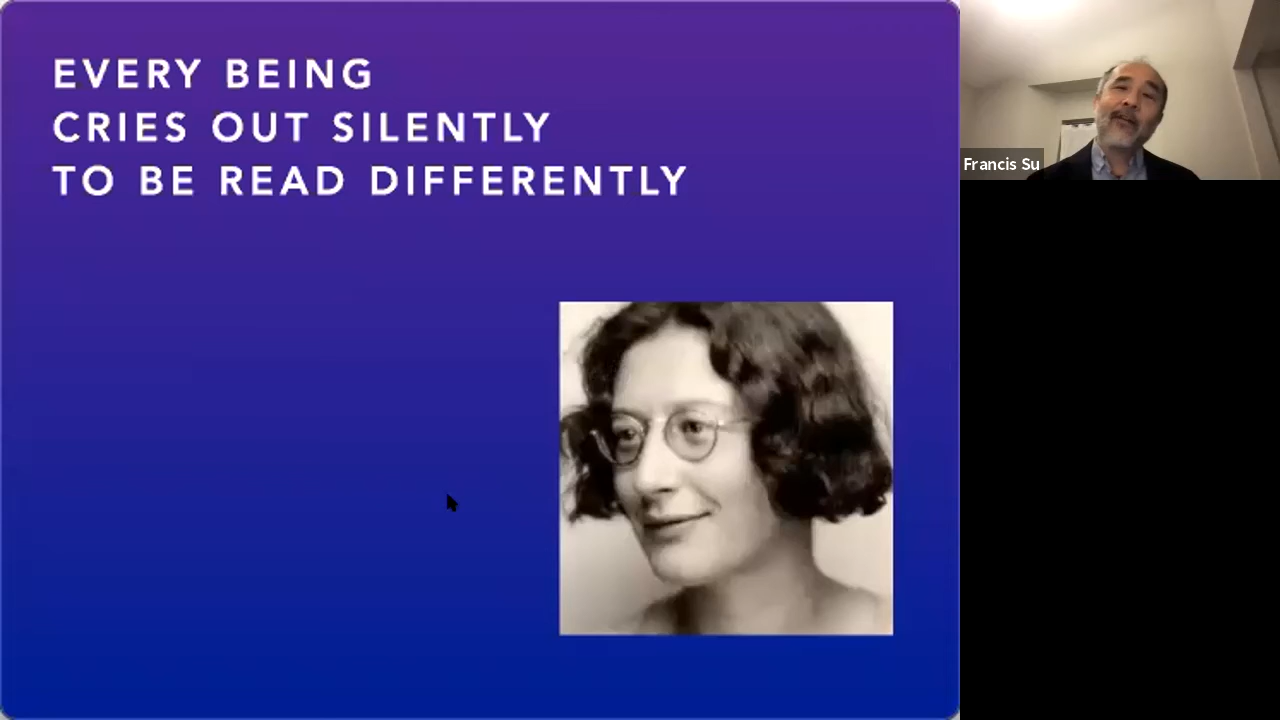 EVERY BEING
CRIES OUT SILENTLY
TO BE READ DIFFERENTLY
Francis Su